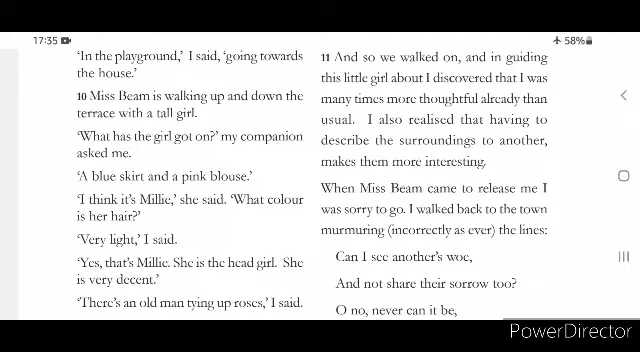 17:35
58%
'In the playground,' I said, 'going towards
the house.'
10 Miss Beam is walking up and down the
terrace with a tall girl.
'What has the girl got on?' my companion
asked me.
'A blue skirt and a pink blouse.'
'I think it's Millie,' she said. 'What colour
is her hair?'
'Very light,' I said.
'Yes, that's Millie. She is the head girl. She
is very decent.'
'There's an old man tying up roses,' I said.
11 And so we walked on, and in guiding
this little girl about I discovered that I was
many times more thoughtful already than
usual. I also realised that having to
describe the surroundings to another,
makes them more interesting.
When Miss Beam came to release me I
was sorry to go. I walked back to the town
murmuring (incorrectly as ever) the lines:
Can I see another's woe,
And not share their sorrow too?
O no, never can it be,
PowerDirector